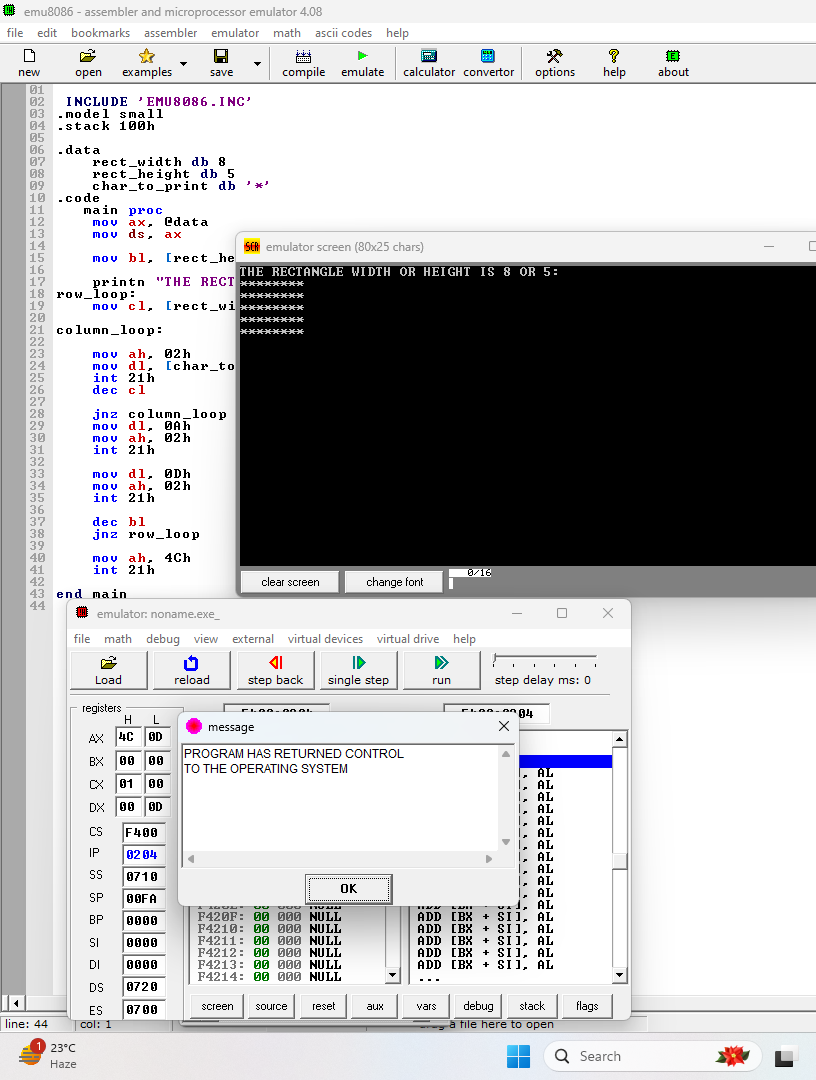 emu8086 - assembler and microprocessor emulator 4.08
file edit bookmarks assembler emulator math ascii codes help
new open examples save compile emulate calculator convertor options help about
01
02 INCLUDE 'EMU8086.INC'
03 .model small
04 .stack 100h
05
06 .data
07 rect_width db 8
08 rect_height db 5
09 char_to_print db '*'
10 .code
11 main proc
12 mov ax, @data
13 mov ds, ax
14
15 mov bl, [rect_he
16
17 printn "THE RECT
18 row_loop:
19 mov cl, [rect_wi
20
21 column_loop:
22
23 mov ah, 02h
24 mov dl, [char_to
25 int 21h
26 dec cl
27
28 jnz column_loop
29 mov dl, 0Ah
30 mov ah, 02h
31 int 21h
32
33 mov dl, 0Dh
34 mov ah, 02h
35 int 21h
36
37 dec bl
38 jnz row_loop
39
40 mov ah, 4Ch
41 int 21h
42
43 end main
44
SCR emulator screen (80x25 chars)
THE RECTANGLE WIDTH OR HEIGHT IS 8 OR 5:
********
********
********
********
********
clear screen change font 0/16
emulator: noname.exe_
file math debug view external virtual devices virtual drive help
Load reload step back single step run step delay ms: 0
registers
H L
AX 4C 0D
BX 00 00
CX 01 00
DX 00 0D
CS F400
IP 0204
SS 0710
SP 00FA
BP 0000
SI 0000
DI 0000
DS 0720
ES 0700
message
PROGRAM HAS RETURNED CONTROL
TO THE OPERATING SYSTEM
OK
, AL
, AL
, AL
, AL
, AL
, AL
, AL
, AL
, AL
, AL
, AL
F420F: 00 000 NULL ADD [BX + SI], AL
F4210: 00 000 NULL ADD [BX + SI], AL
F4211: 00 000 NULL ADD [BX + SI], AL
F4212: 00 000 NULL ADD [BX + SI], AL
F4213: 00 000 NULL ADD [BX + SI], AL
F4214: 00 000 NULL ...
screen source reset aux vars debug stack flags
line: 44 col: 1 drag a file here to open
1
23°C
Haze
Search